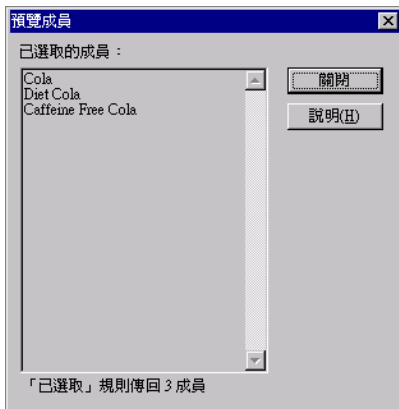 預覽成員
已選取的成員：
Cola
Diet Cola
Caffeine Free Cola
關閉
說明(H)
「已選取」規則傳回 3 成員